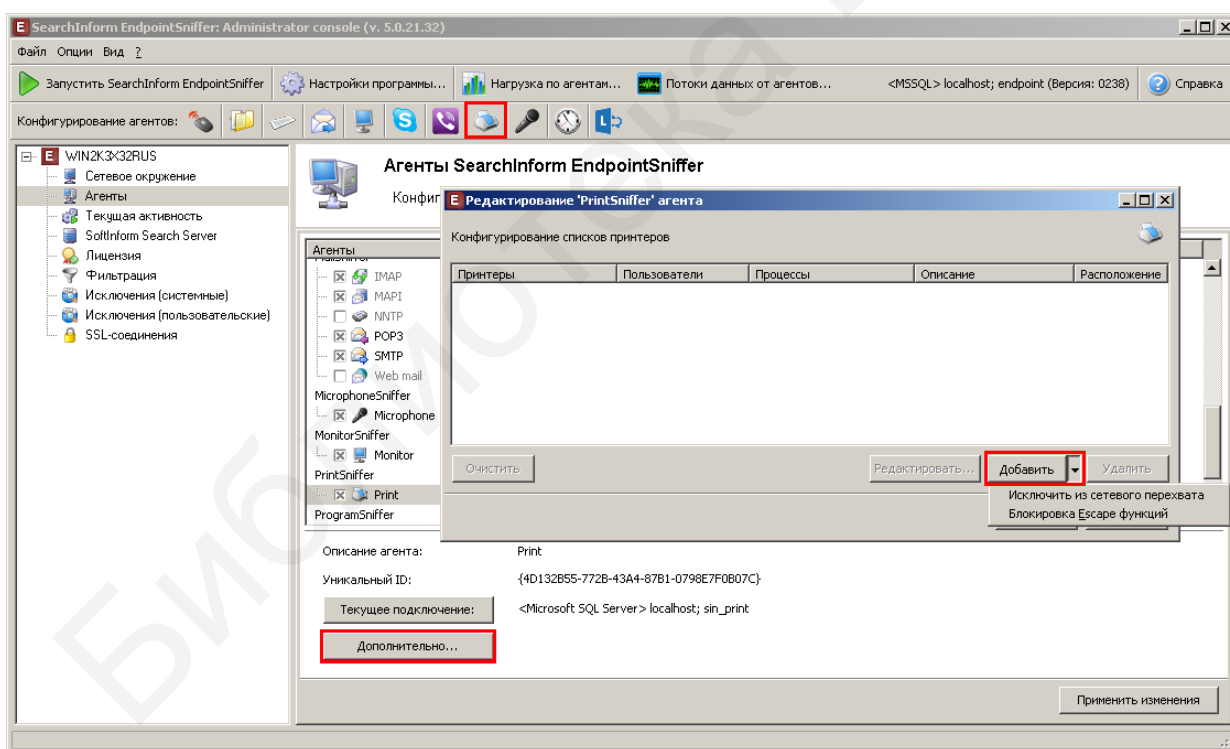 SearchInform EndpointSniffer: Administrator console (v. 5.0.21.32)
Файл Опции Вид ?
Запустить SearchInform EndpointSniffer Настройки программы... Нагрузка по агентам... Потоки данных от агентов... <MSSQL> localhost; endpoint (Версия: 0238) Справка
Конфигурирование агентов:
WIN2K3X32RUS
Сетевое окружение
Агенты
Текущая активность
SoftInform Search Server
Лицензия
Фильтрация
Исключения (системные)
Исключения (пользовательские)
SSL-соединения
Агенты SearchInform EndpointSniffer
Конфиг
Агенты
MailSniffer
IMAP
MAPI
NNTP
POP3
SMTP
Web mail
MicrophoneSniffer
Microphone
MonitorSniffer
Monitor
PrintSniffer
Print
ProgramSniffer
Редактирование 'PrintSniffer' агента
Конфигурирование списков принтеров
Принтеры Пользователи Процессы Описание Расположение
Очистить Редактировать... Добавить Удалить
Исключить из сетевого перехвата
Блокировка Escape функций
Описание агента: Print
Уникальный ID: {4D132B55-772B-43A4-87B1-0798E7F0B07C}
Текущее подключение: <Microsoft SQL Server> localhost; sin_print
Дополнительно...
Применить изменения
Библиотека